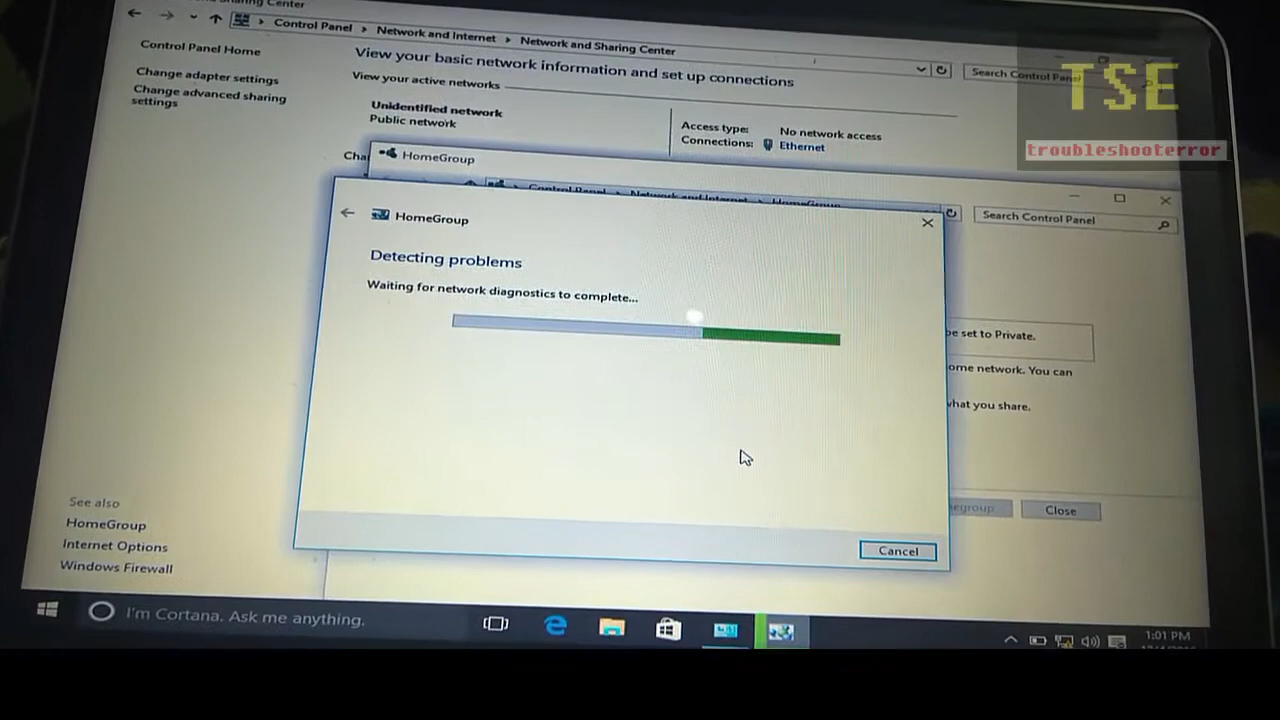 Sharing Center
Control Panel > Network and Internet > Network and Sharing Center
Search Control Panel
TSE
troubleshooterror
Control Panel Home
Change adapter settings
Change advanced sharing
settings
View your basic network information and set up connections
View your active networks
Unidentified network
Public network
Access type: No network access
Connections: Ethernet
HomeGroup
Control Panel > Network and Internet > HomeGroup
Search Control Panel
HomeGroup
Detecting problems
Waiting for network diagnostics to complete...
be set to Private.
ome network. You can
what you share.
egroup
Close
Cancel
See also
HomeGroup
Internet Options
Windows Firewall
I'm Cortana. Ask me anything.
1:01 PM